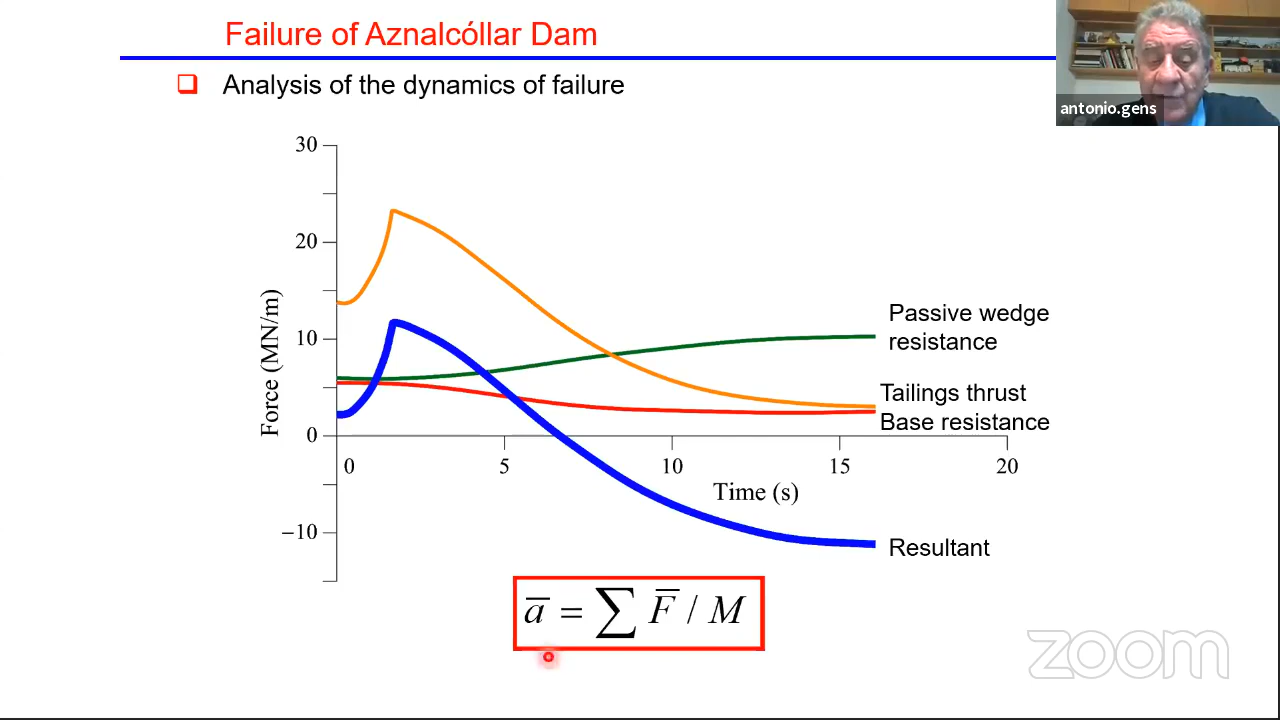 Failure of Aznalcóllar Dam
antonio.gens
Analysis of the dynamics of failure
Force (MN/m)
30
20
10
0
−10
0
5
10
15
20
Time (s)
Passive wedge
resistance
Tailings thrust
Base resistance
Resultant
a̅ = ∑ F̅ / M
zoom